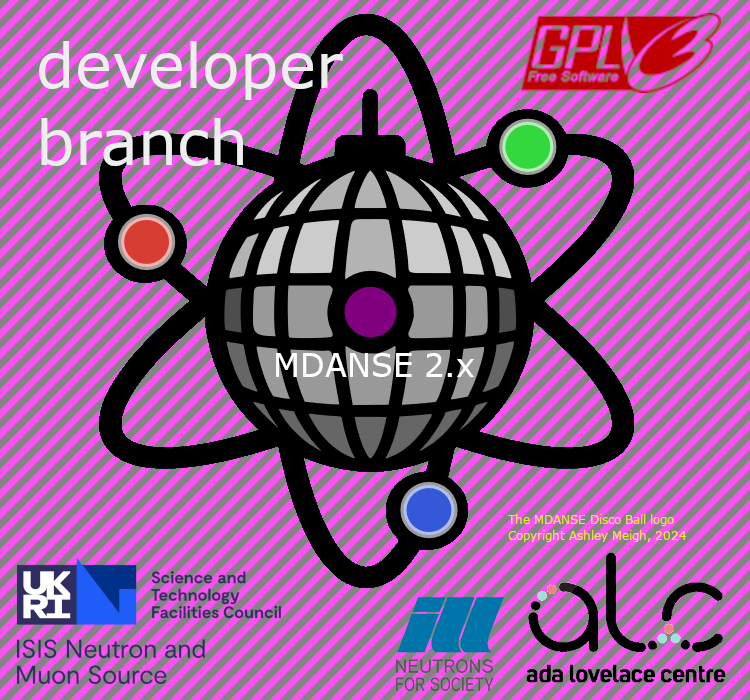 developer
branch
GPL
3
Free Software
MDANSE 2.x
The MDANSE Disco Ball logo
Copyright Ashley Meigh, 2024
UK
RI
Science and
Technology
Facilities Council
ISIS Neutron and
Muon Source
ill
NEUTRONS
FOR SOCIETY
alc
ada lovelace centre